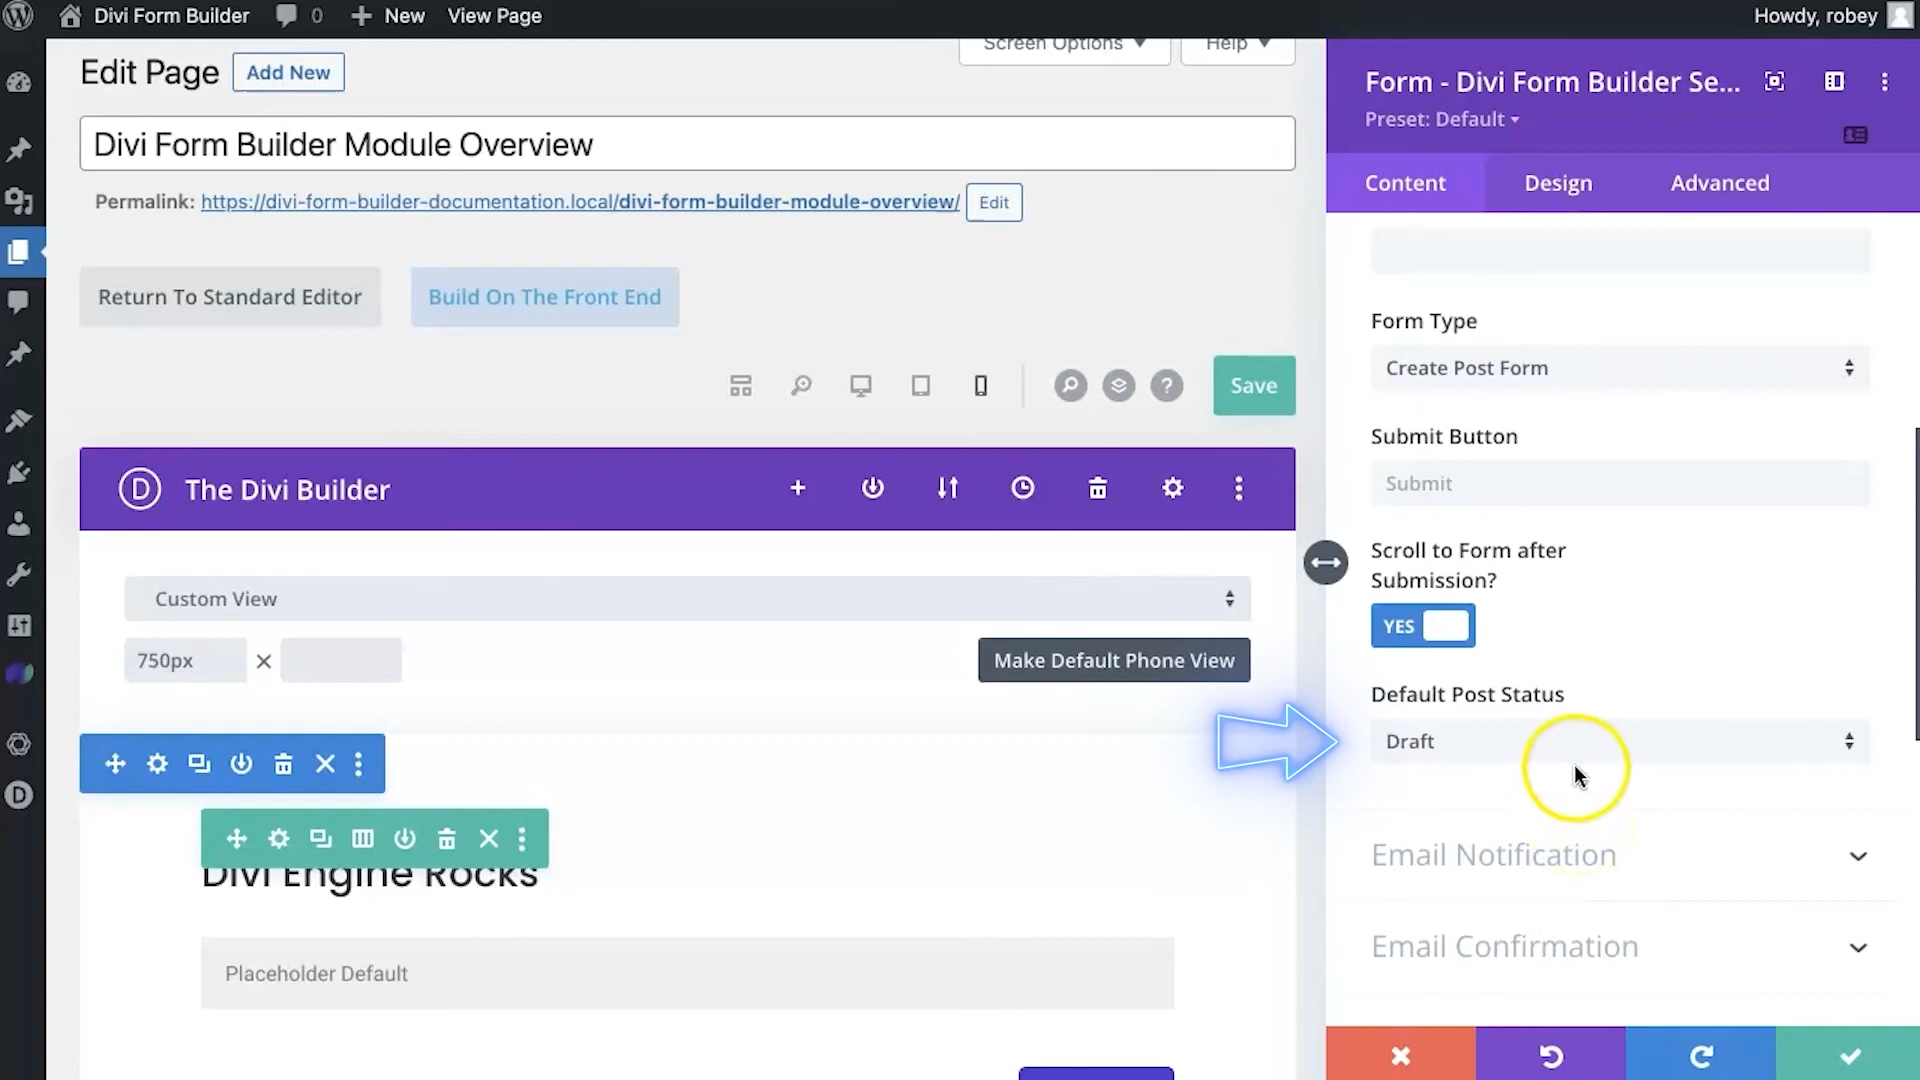 Divi Form Builder
0
New
View Page
Howdy, robey
Edit Page
Add New
Screen Options
Help
Divi Form Builder Module Overview
Permalink: https://divi-form-builder-documentation.local/divi-form-builder-module-overview/
Edit
Return To Standard Editor
Build On The Front End
Save
D
The Divi Builder
Custom View
750px
Make Default Phone View
D
Divi Engine Rocks
Placeholder Default
Form - Divi Form Builder Se...
Preset: Default
Content
Design
Advanced
Form Type
Create Post Form
Submit Button
Submit
Scroll to Form after
Submission?
YES
Default Post Status
Draft
Email Notification
Email Confirmation